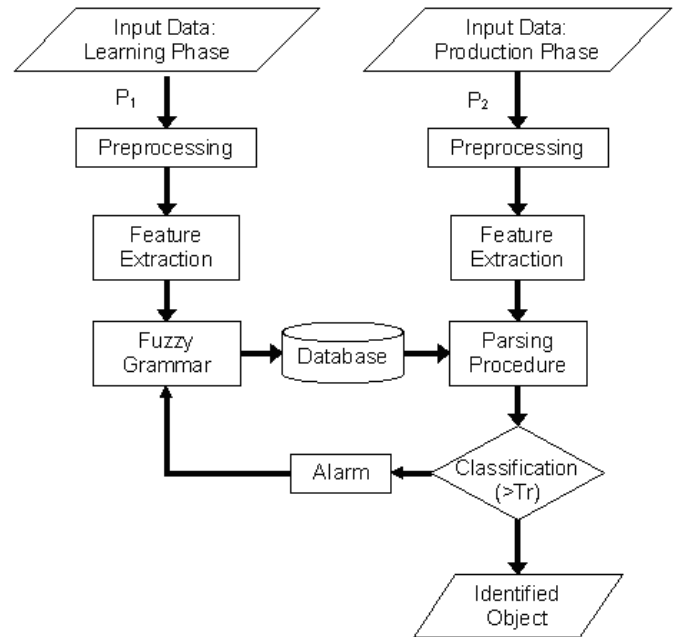 Input Data:
Learning Phase
P₁
Preprocessing
Feature
Extraction
Fuzzy
Grammar
Database
Input Data:
Production Phase
P₂
Preprocessing
Feature
Extraction
Parsing
Procedure
Classification
(>Tr)
Alarm
Identified
Object